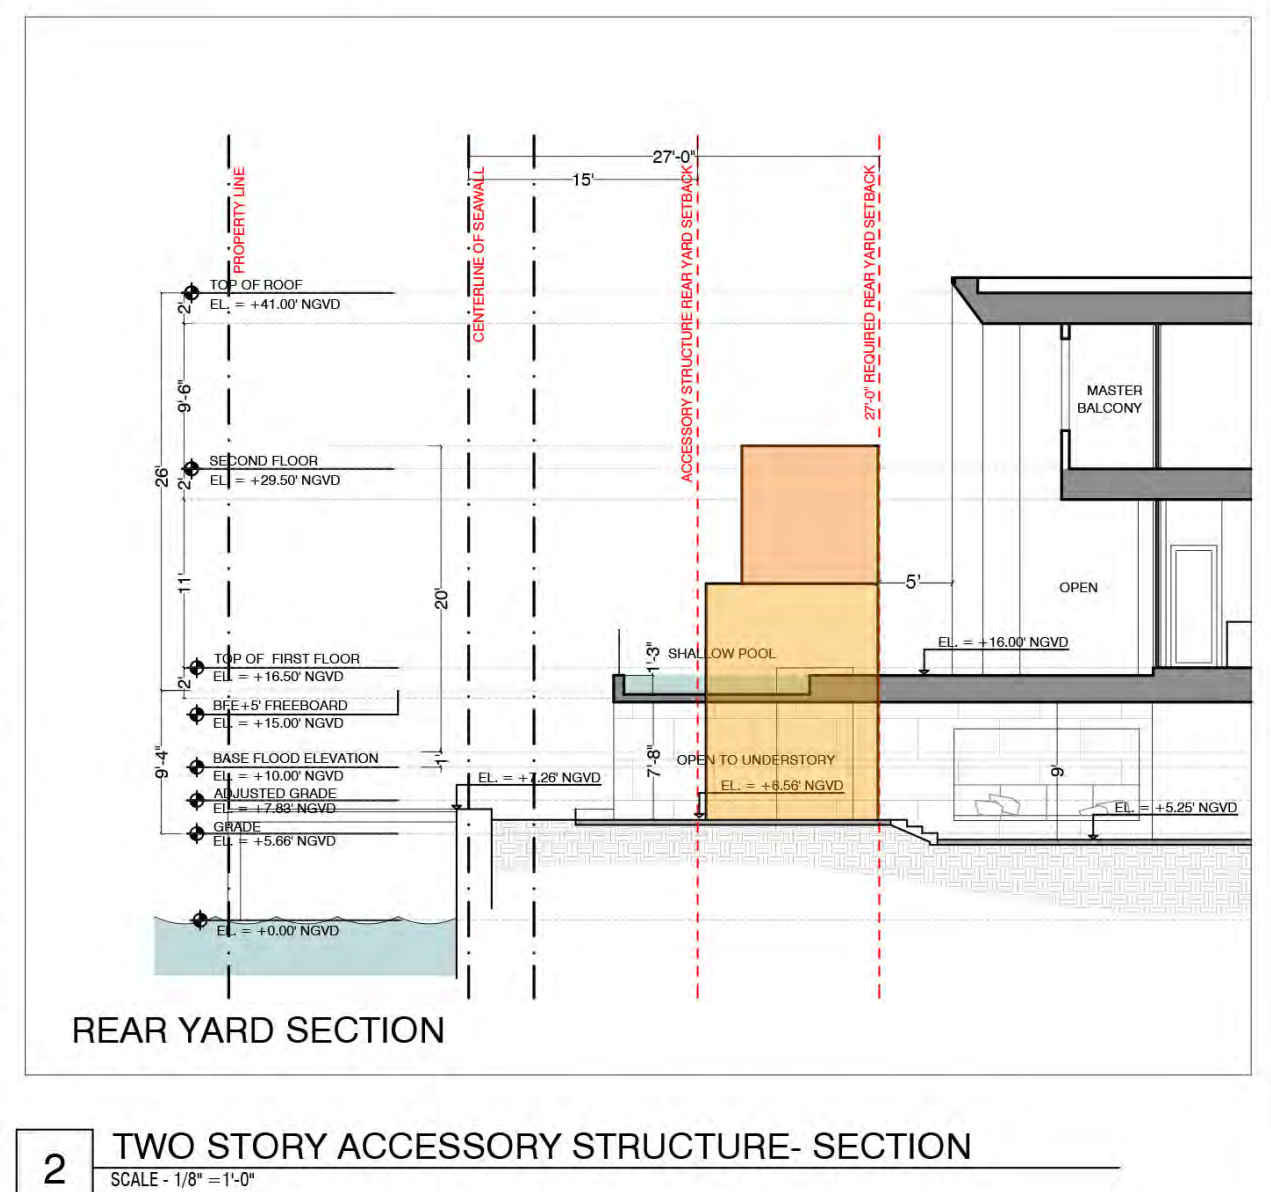 27'-0"
15'
PROPERTY LINE
CENTERLINE OF SEAWALL
ACCESSORY STRUCTURE REAR YARD SETBACK
27'-0" REQUIRED REAR YARD SETBACK
TOP OF ROOF
EL. = +41.00' NGVD
2'
9'-6"
MASTER
BALCONY
SECOND FLOOR
EL. = +29.50' NGVD
26'
2'
11'
20'
5'
OPEN
EL. = +16.00' NGVD
1'-3"
SHALLOW POOL
TOP OF FIRST FLOOR
EL. = +16.50' NGVD
2'
BFE+5' FREEBOARD
EL. = +15.00' NGVD
9'-4"
BASE FLOOD ELEVATION
EL. = +10.00' NGVD
1'
7'-8"
OPEN TO UNDERSTORY
9'
EL. = +7.26' NGVD
EL. = +6.56' NGVD
ADJUSTED GRADE
EL. = +7.83' NGVD
EL. = +5.25' NGVD
GRADE
EL. = +5.66' NGVD
EL. = +0.00' NGVD
REAR YARD SECTION
2
TWO STORY ACCESSORY STRUCTURE- SECTION
SCALE - 1/8" =1'-0"